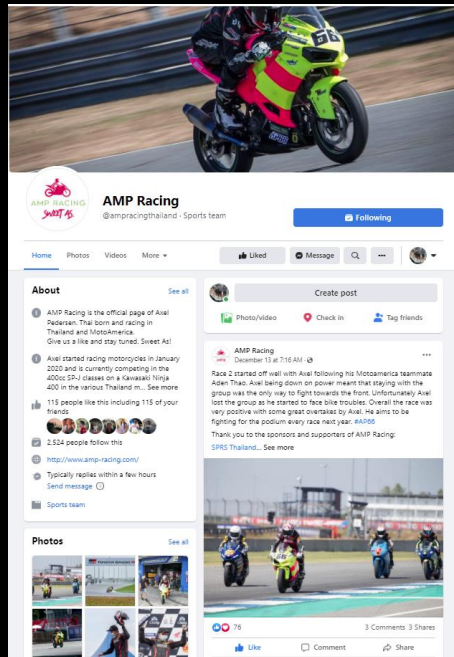 66
AMP RACING
SWEET AS
AMP Racing
@ampracingthailand · Sports team
Following
Home Photos Videos More
Liked
Message
About
See all
AMP Racing is the official page of Axel
Pedersen. Thai born and racing in
Thailand and MotoAmerica.
Give us a like and stay tuned. Sweet As!
Axel started racing motorcycles in January
2020 and is currently competing in the
400cc SP-J classes on a Kawasaki Ninja
400 in the various Thailand m... See more
115 people like this including 115 of your
friends
2,524 people follow this
http://www.amp-racing.com/
Typically replies within a few hours
Send message
Sports team
Photos
See all
Create post
Photo/video
Check in
Tag friends
AMP Racing
December 13 at 7:16 AM ·
Race 2 started off well with Axel following his Motoamerica teammate
Aden Thao. Axel being down on power meant that staying with the
group was the only way to fight towards the front. Unfortunately Axel
lost the group as he started to face bike troubles. Overall the race was
very positive with some great overtakes by Axel. He aims to be
fighting for the podium every race next year. #AP66
Thank you to the sponsors and supporters of AMP Racing:
SPRS Thailand... See more
66
76
3 Comments 3 Shares
Like
Comment
Share